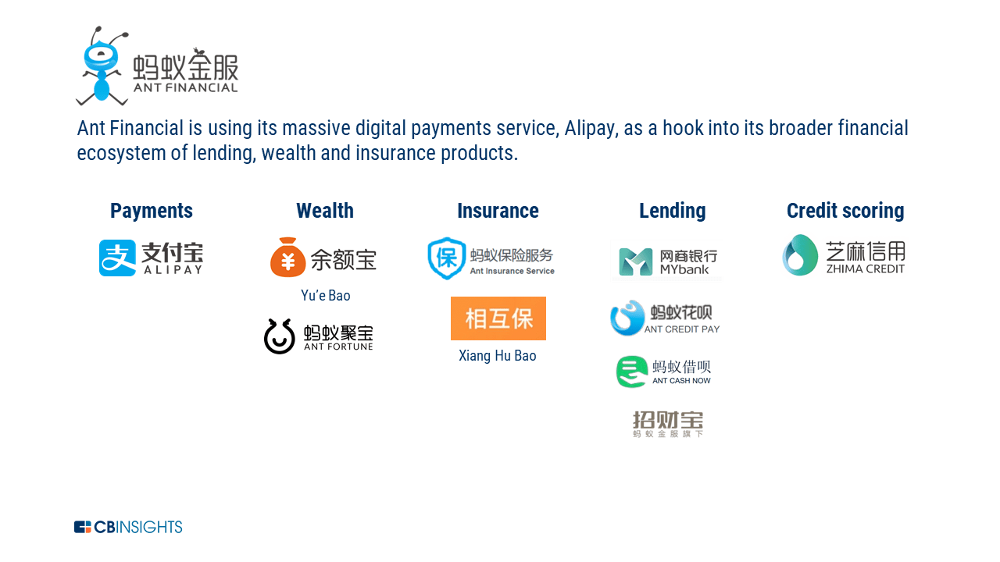 蚂蚁金服
ANT FINANCIAL
Ant Financial is using its massive digital payments service, Alipay, as a hook into its broader financial
ecosystem of lending, wealth and insurance products.
Payments
支
支付宝
ALIPAY
Wealth
¥
余额宝
Yu’e Bao
蚂蚁聚宝
ANT FORTUNE
Insurance
保
蚂蚁保险服务
Ant Insurance Service
相互保
Xiang Hu Bao
Lending
网商银行
MYbank
蚂蚁花呗
ANT CREDIT PAY
蚂蚁借呗
ANT CASH NOW
招财宝
蚂蚁金服旗下
Credit scoring
芝麻信用
ZHIMA CREDIT
CBINSIGHTS